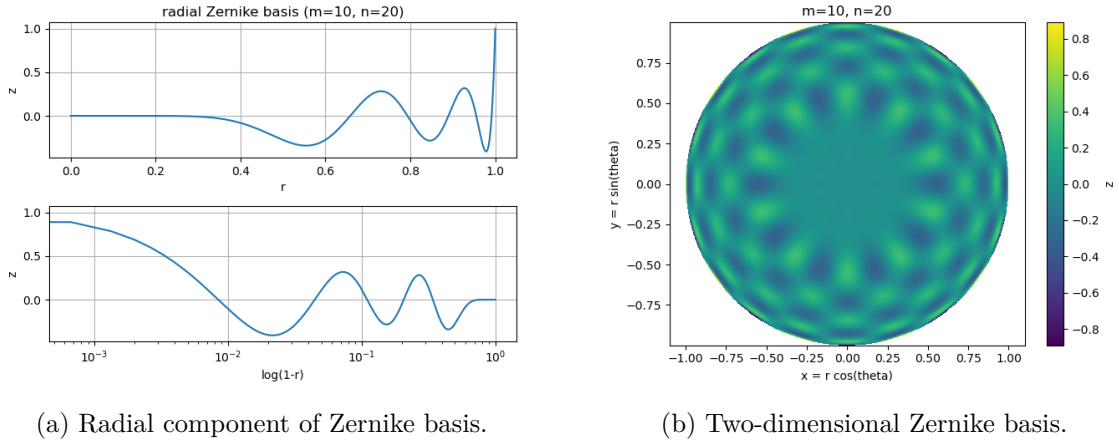 radial Zernike basis (m=10, n=20)
1.0
0.5
0.0
z
0.0 0.2 0.4 0.6 0.8 1.0
r
1.0
0.5
0.0
z
10⁻³ 10⁻² 10⁻¹ 10⁰
log(1-r)
(a) Radial component of Zernike basis.
m=10, n=20
0.75
0.50
0.25
0.00
−0.25
−0.50
−0.75
y = r sin(theta)
−1.00 −0.75 −0.50 −0.25 0.00 0.25 0.50 0.75 1.00
x = r cos(theta)
0.8
0.6
0.4
0.2
0.0
−0.2
−0.4
−0.6
−0.8
z
(b) Two-dimensional Zernike basis.